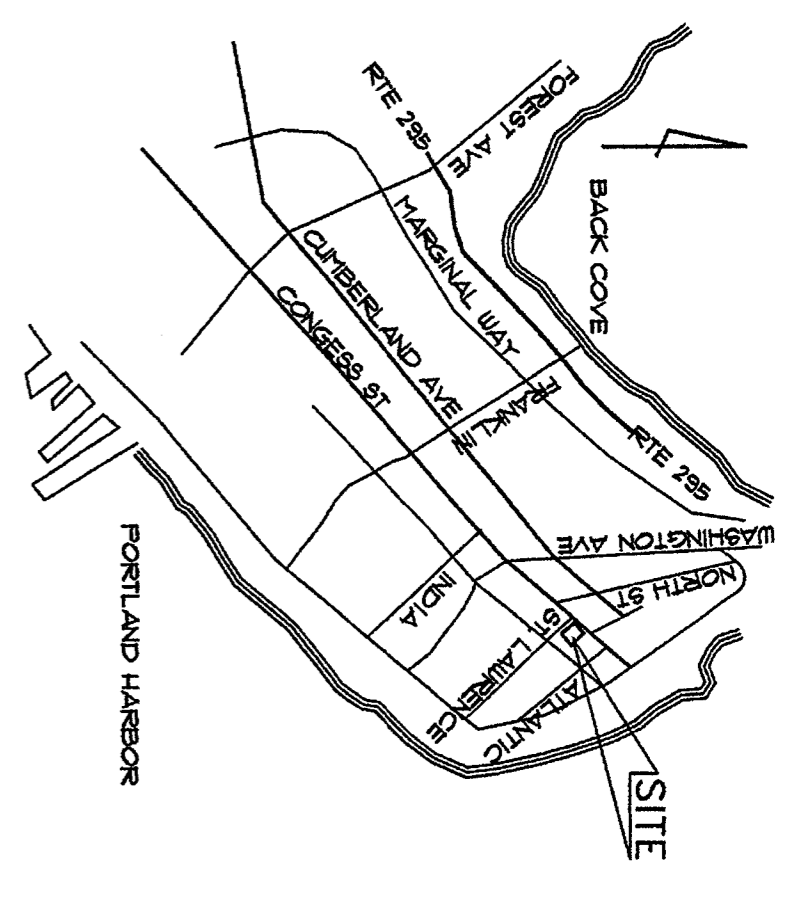 FOREST AVE
RTE 295
BACK COVE
MARGINAL WAY
CUMBERLAND AVE
CONGESS ST
FRANKLIN
RTE 295
WASHINGTON AVE
NORTH ST
INDIA
ST. LAWRENCE
ATLANTIC
PORTLAND HARBOR
SITE